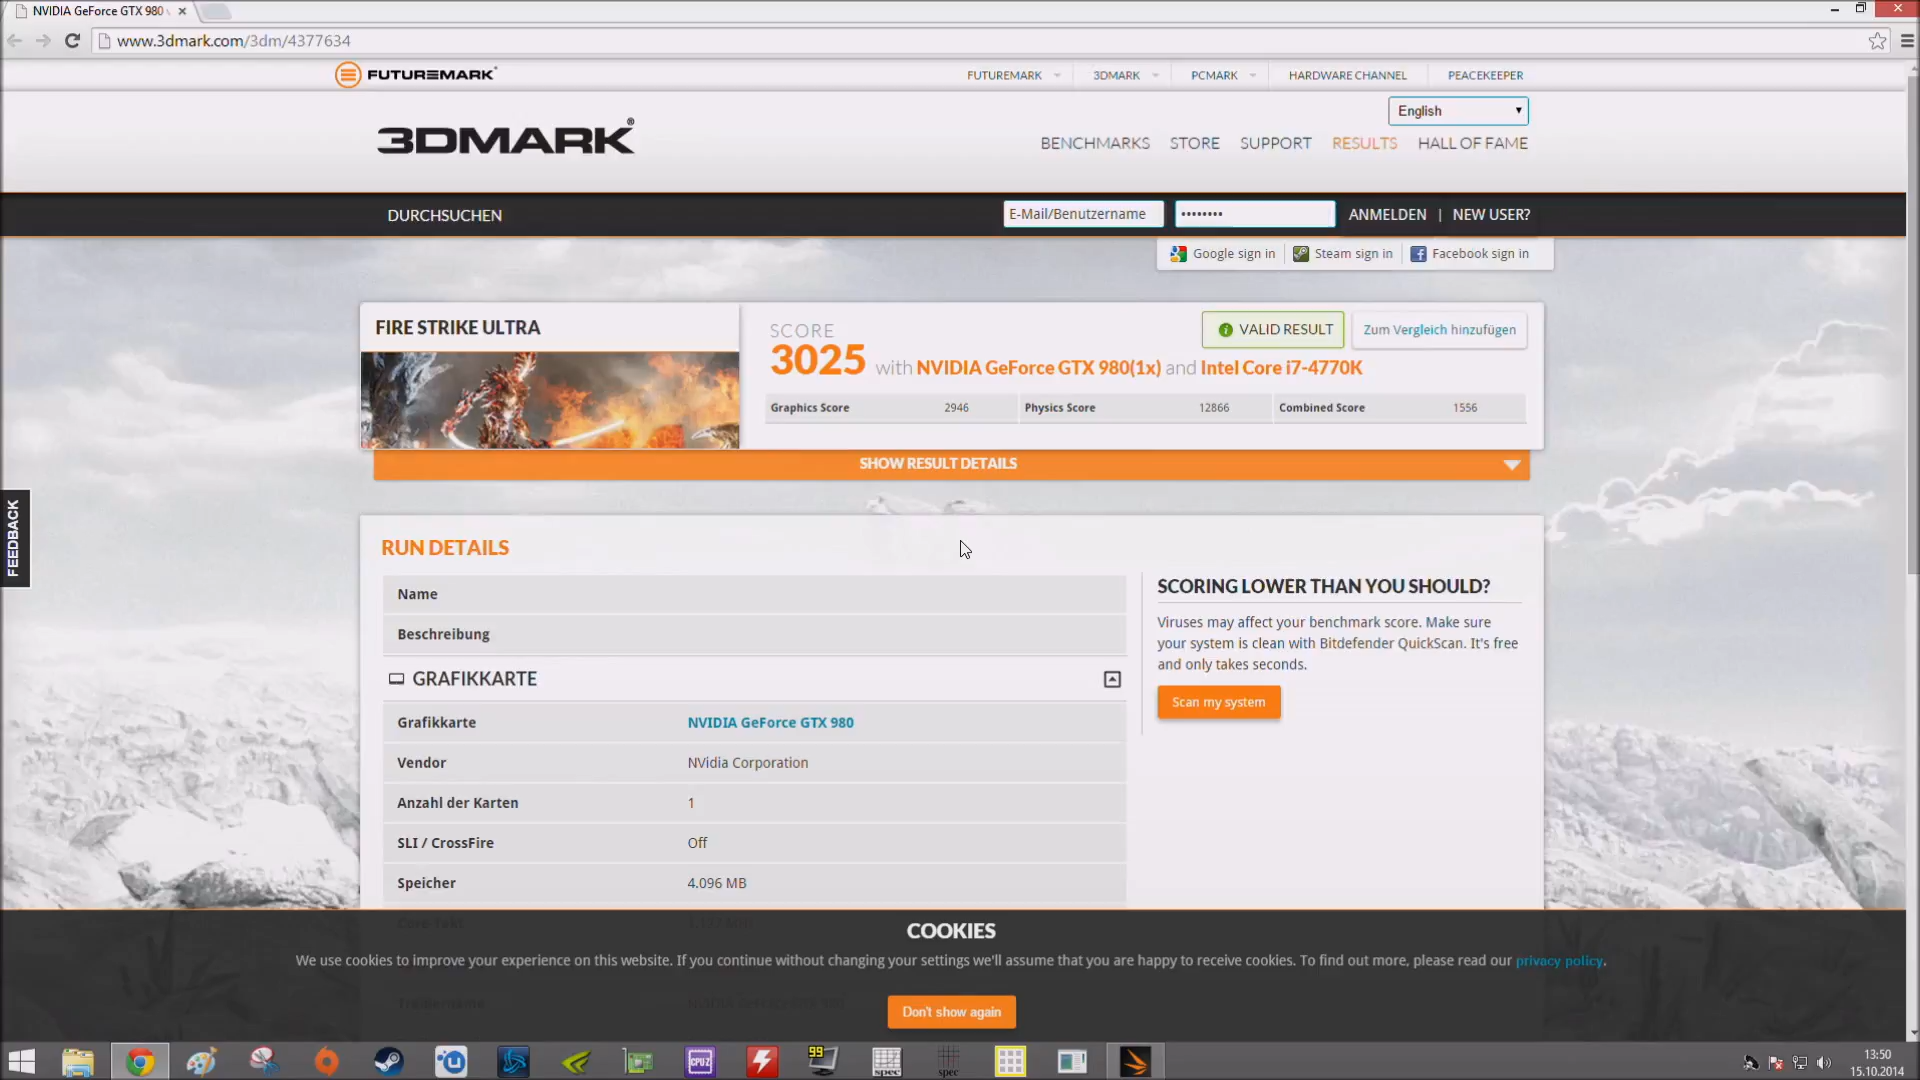 NVIDIA GeForce GTX 980
www.3dmark.com/3dm/4377634
FUTUREMARK
FUTUREMARK 3DMARK PCMARK HARDWARE CHANNEL PEACEKEEPER
English
3DMARK®
BENCHMARKS STORE SUPPORT RESULTS HALL OF FAME
DURCHSUCHEN
E-Mail/Benutzername •••••••• ANMELDEN | NEW USER?
Google sign in Steam sign in Facebook sign in
FIRE STRIKE ULTRA
SCORE
VALID RESULT
Zum Vergleich hinzufügen
3025 with NVIDIA GeForce GTX 980(1x) and Intel Core i7-4770K
Graphics Score 2946 Physics Score 12866 Combined Score 1556
SHOW RESULT DETAILS
FEEDBACK
RUN DETAILS
Name
Beschreibung
GRAFIKKARTE
Grafikkarte NVIDIA GeForce GTX 980
Vendor NVidia Corporation
Anzahl der Karten 1
SLI / CrossFire Off
Speicher 4.096 MB
SCORING LOWER THAN YOU SHOULD?
Viruses may affect your benchmark score. Make sure
your system is clean with Bitdefender QuickScan. It's free
and only takes seconds.
Scan my system
COOKIES
We use cookies to improve your experience on this website. If you continue without changing your settings we'll assume that you are happy to receive cookies. To find out more, please read our privacy policy.
Don't show again
CPUZ
99
spec
spec
13:50
15.10.2014